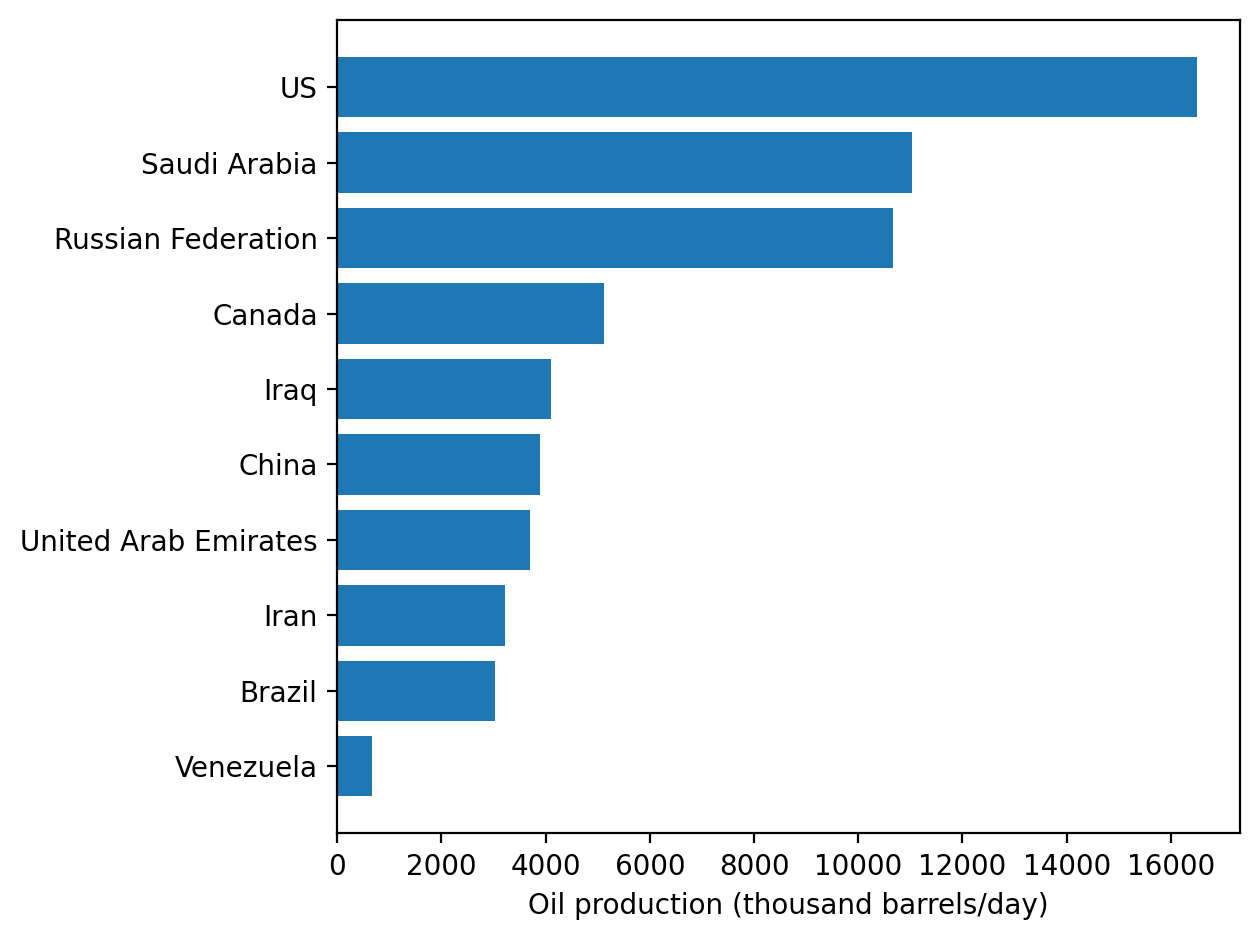 US
Saudi Arabia
Russian Federation
Canada
Iraq
China
United Arab Emirates
Iran
Brazil
Venezuela
0 2000 4000 6000 8000 10000 12000 14000 16000
Oil production (thousand barrels/day)